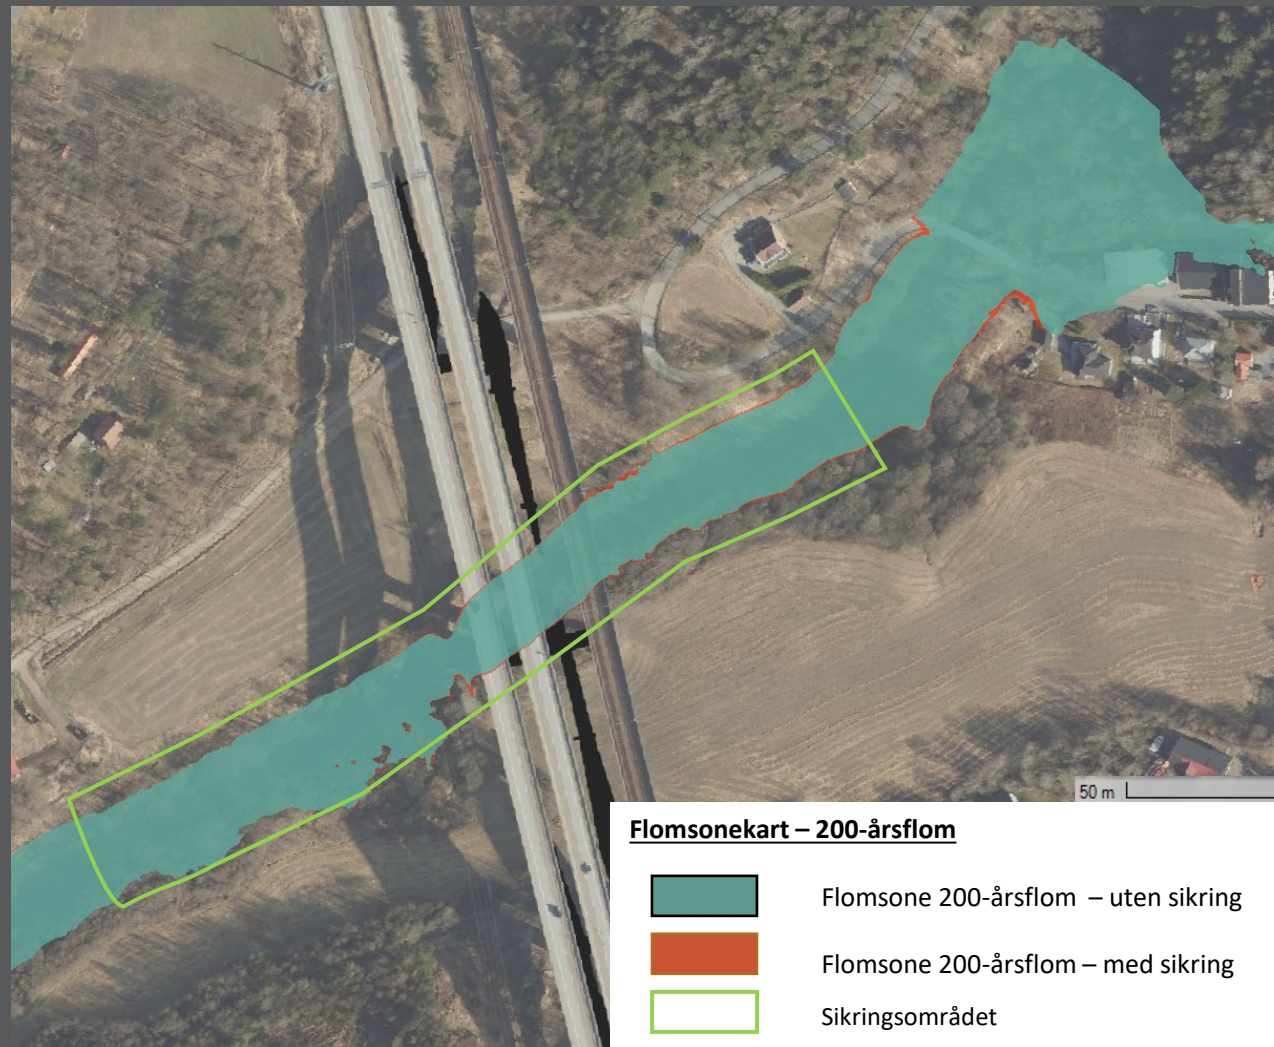 50 m
Flomsonekart – 200-årsflom
Flomsone 200-årsflom – uten sikring
Flomsone 200-årsflom – med sikring
Sikringsområdet